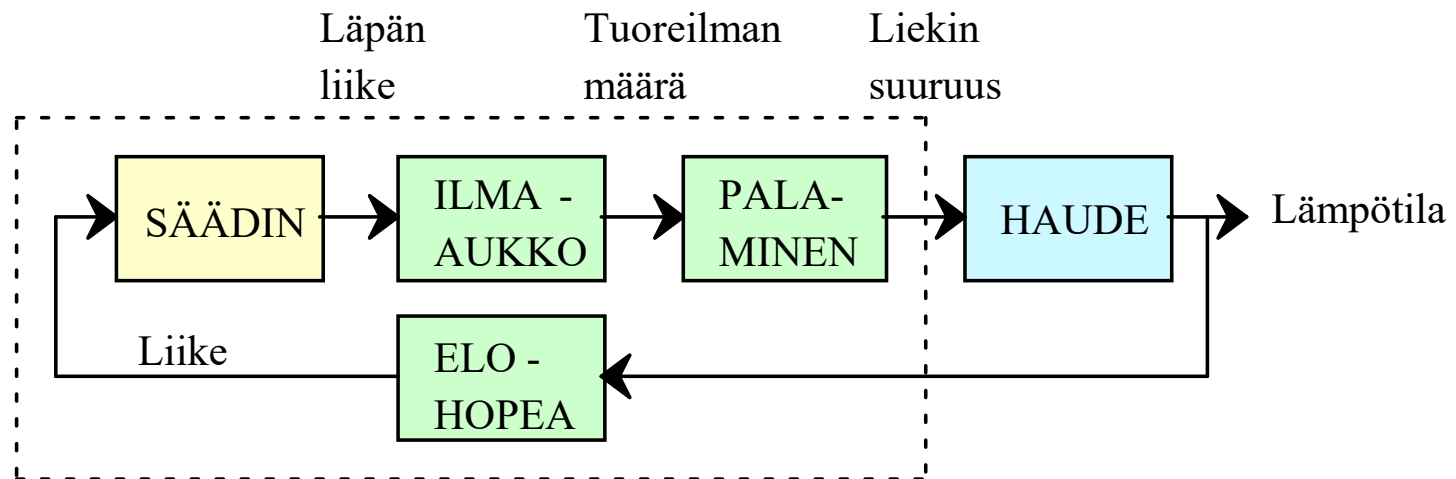 Läpän
liike
Tuoreilman
määrä
Liekin
suuruus
SÄÄDIN
ILMA -
AUKKO
PALA-
MINEN
HAUDE
Lämpötila
Liike
ELO -
HOPEA